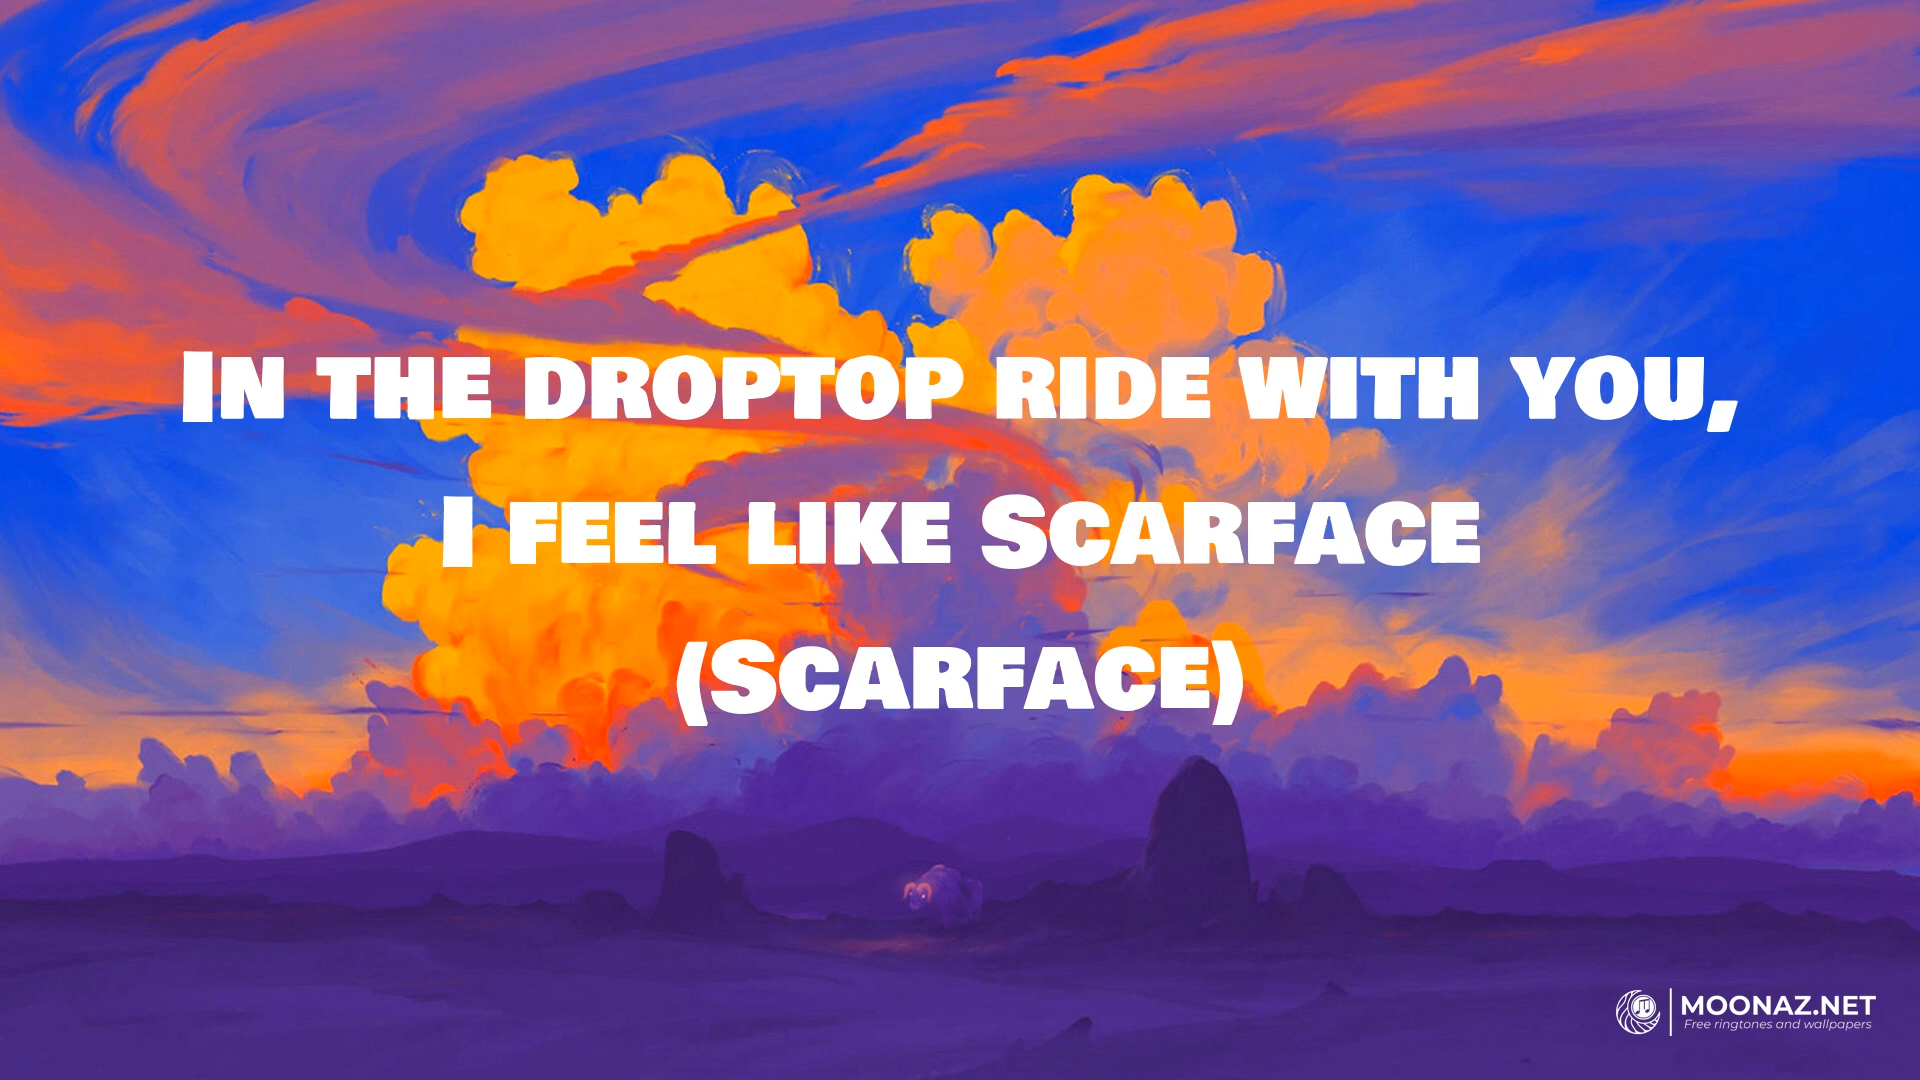 In the droptop ride with you,
I feel like Scarface
(Scarface)
MOONAZ.NET
Free ringtones and wallpapers